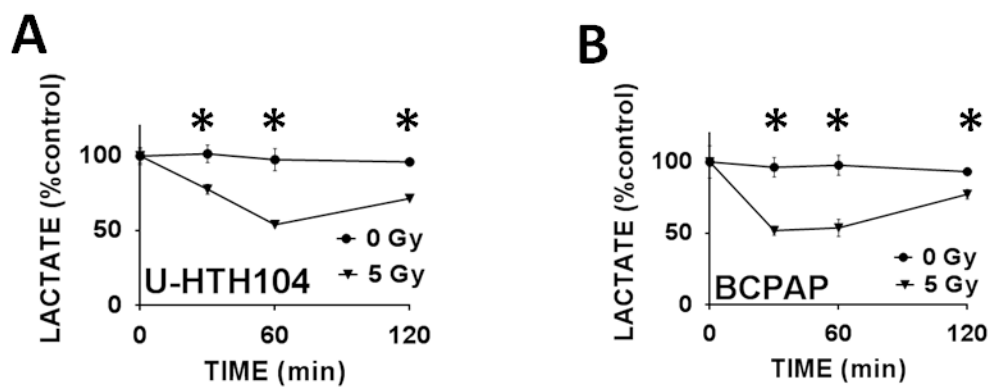 A
LACTATE (%control)
100
50
0
* * *
0 Gy
5 Gy
U-HTH104
0 60 120
TIME (min)
B
LACTATE (%control)
100
50
0
* * *
0 Gy
5 Gy
BCPAP
0 60 120
TIME (min)